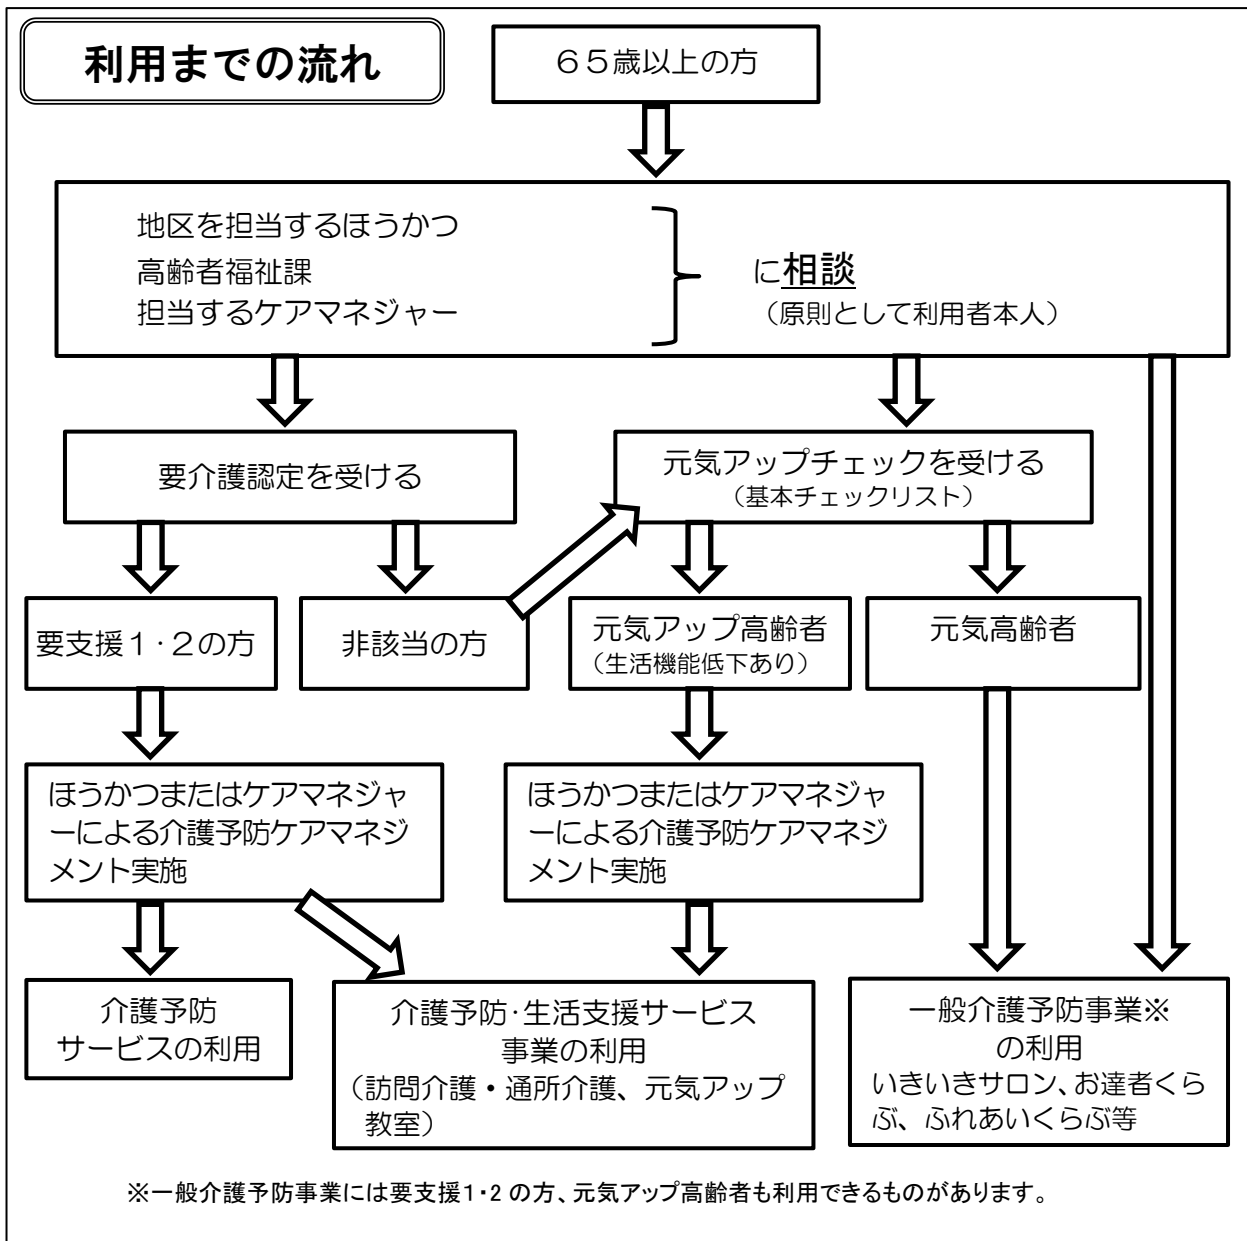 利用までの流れ
６５歳以上の方
地区を担当するほうかつ
高齢者福祉課
担当するケアマネジャー
に相談
（原則として利用者本人）
要介護認定を受ける
元気アップチェックを受ける
（基本チェックリスト）
要支援１・２の方
非該当の方
元気アップ高齢者
（生活機能低下あり）
元気高齢者
ほうかつまたはケアマネジャ
ーによる介護予防ケアマネジ
メント実施
ほうかつまたはケアマネジャ
ーによる介護予防ケアマネジ
メント実施
介護予防
サービスの利用
介護予防・生活支援サービス
事業の利用
（訪問介護・通所介護、元気アップ
教室）
一般介護予防事業※
の利用
いきいきサロン、お達者くら
ぶ、ふれあいくらぶ等
※一般介護予防事業には要支援1・2 の方、元気アップ高齢者も利用できるものがあります。